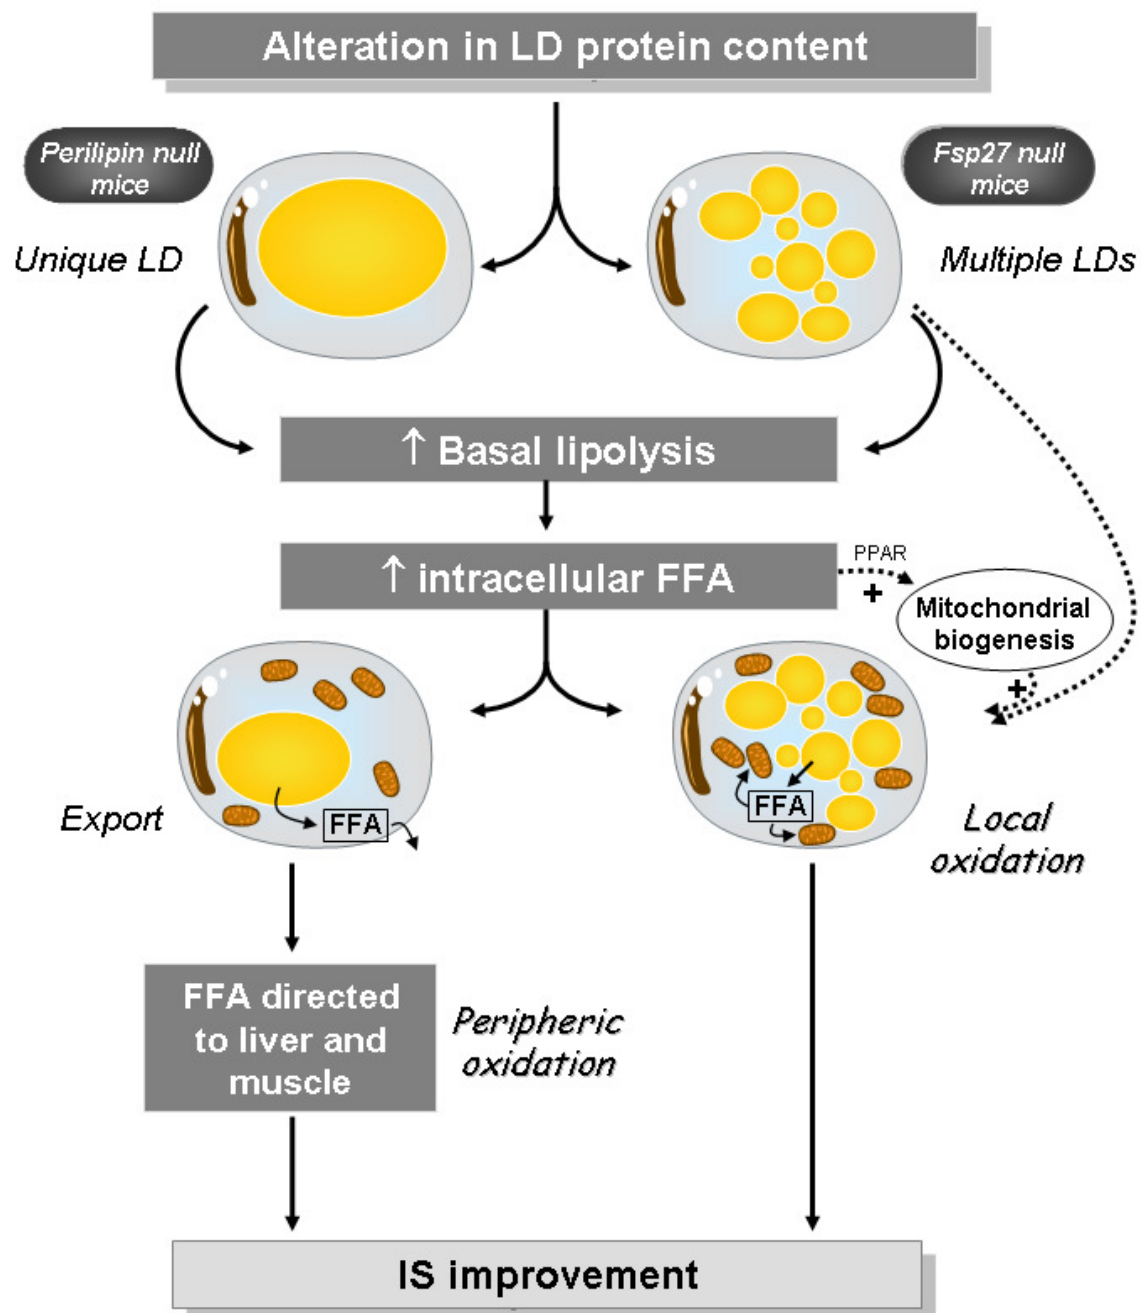 Alteration in LD protein content
Perilipin null
mice
Fsp27 null
mice
Unique LD
Multiple LDs
↑ Basal lipolysis
↑ intracellular FFA
PPAR
+
Mitochondrial
biogenesis
+
Export
FFA
FFA
Local
oxidation
FFA directed
to liver and
muscle
Peripheric
oxidation
IS improvement